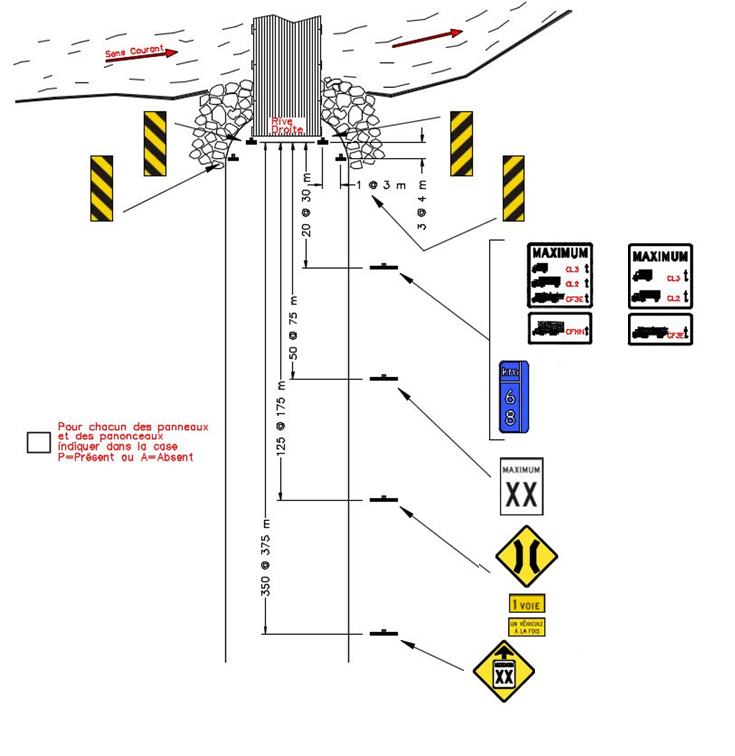 Sens Courant
Rive
Droite
1 @ 3 m
3 @ 4 m
20 @ 30 m
50 @ 75 m
125 @ 175 m
350 @ 375 m
MAXIMUM
CL3 t
CL2 t
CF3E t
CFHN t
MAXIMUM
CL3 t
CL2 t
CF3E t
km
6
8
Pour chacun des panneaux
et des panonceaux
indiquer dans la case
P=Présent ou A=Absent
MAXIMUM
XX
1 VOIE
UN VÉHICULE
À LA FOIS
XX